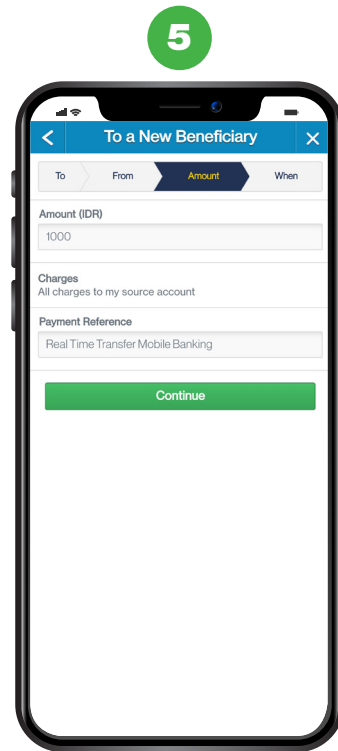 5
To a New Beneficiary
To From Amount When
Amount (IDR)
1000
Charges
All charges to my source account
Payment Reference
Real Time Transfer Mobile Banking
Continue